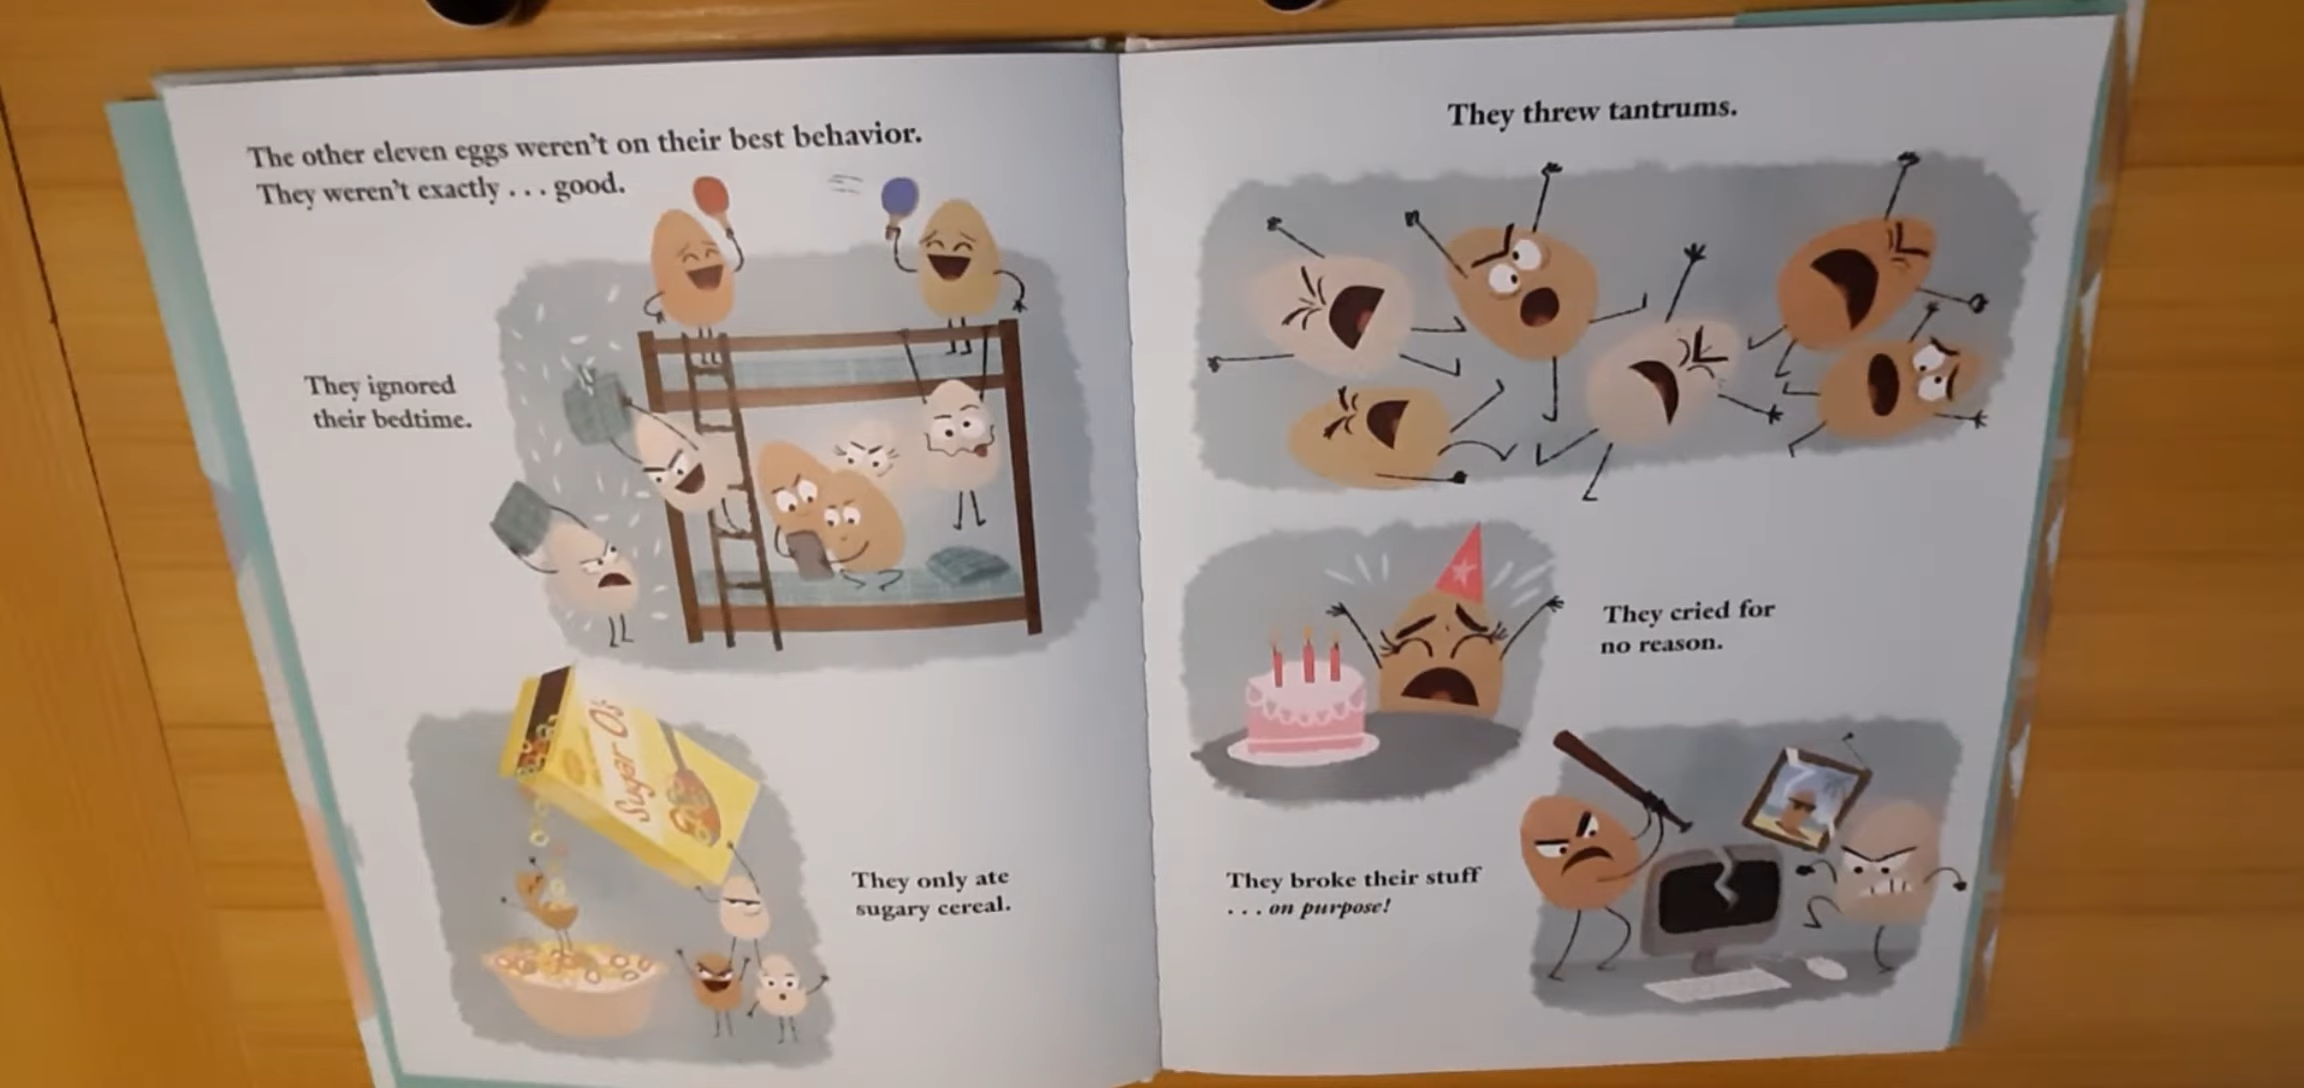 The other eleven eggs weren't on their best behavior.
They weren't exactly . . . good.
They ignored
their bedtime.
Sugar O's
They only ate
sugary cereal.
They threw tantrums.
They cried for
no reason.
They broke their stuff
. . . on purpose!